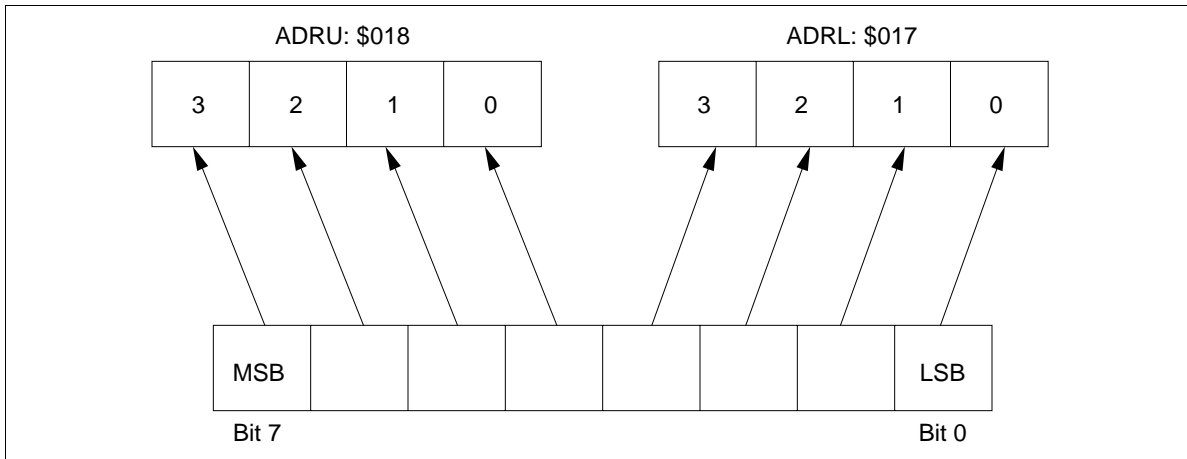 ADRU: $018 ADRL: $017
3 2 1 0 3 2 1 0
MSB LSB
Bit 7 Bit 0